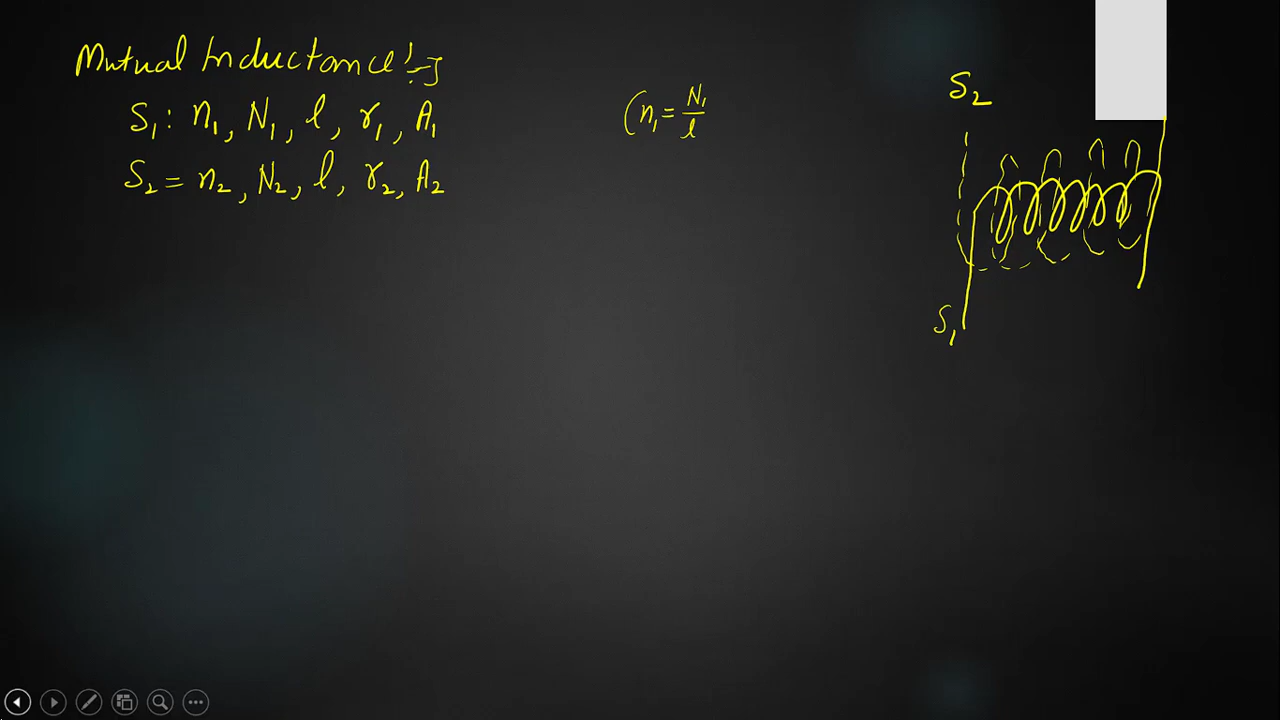 Mutual Inductance :-
S₁ : n₁, N₁, l, r₁, A₁
(n₁ = N₁/l
S₂ = n₂, N₂, l, r₂, A₂
S₂
S₁